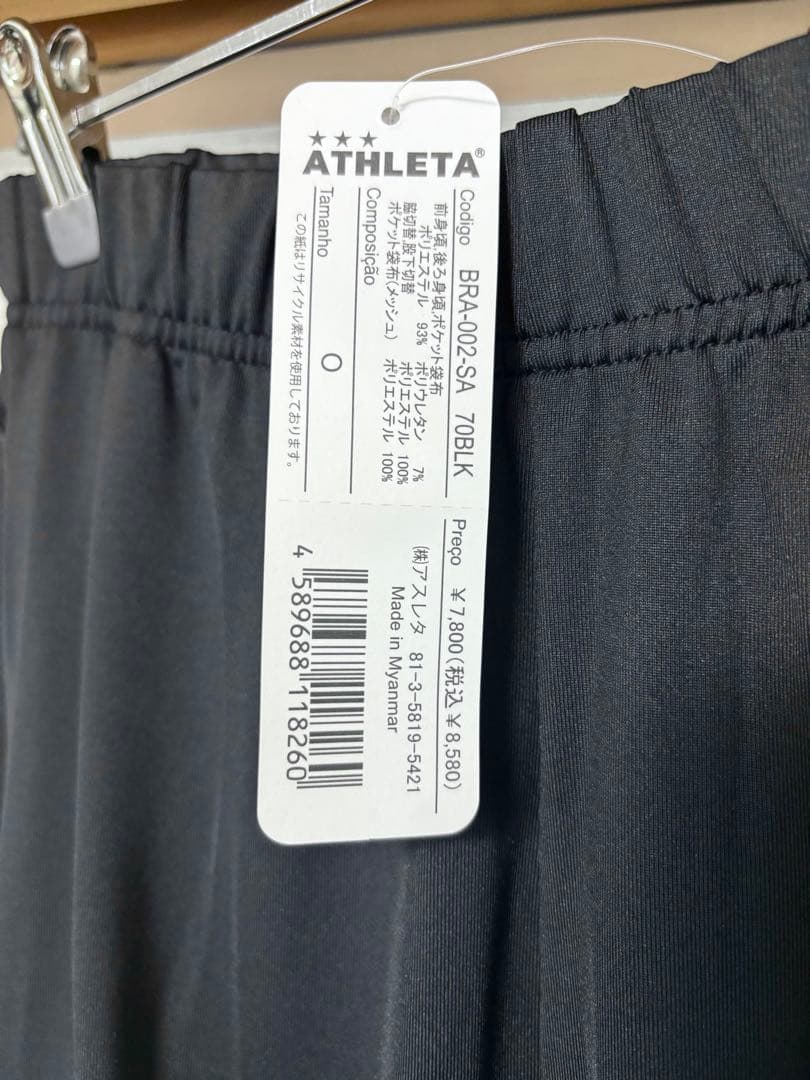 ★★★
ATHLETA®
Codigo BRA-002-SA 70BLK
前身頃,後ろ身頃,ポケット袋布
ポリエステル 93% ポリウレタン 7%
脇切替,股下切替 ポリエステル 100%
ポケット袋布(メッシュ) ポリエステル 100%
Composição
Tamanho O
この紙はリサイクル素材を使用しております。
Preço ¥7,800(税込¥8,580)
(株)アスレタ 81-3-5819-5421
Made in Myanmar
4 589688 118260